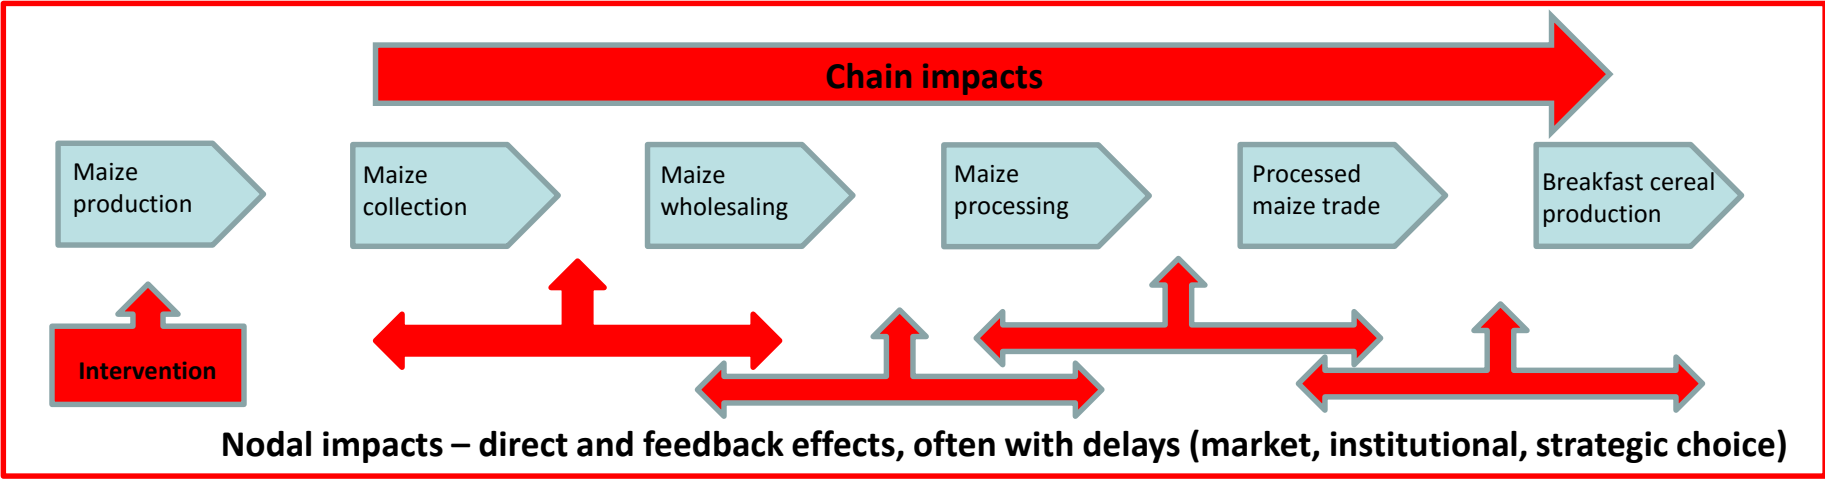 Chain impacts
Maize
production
Maize
collection
Maize
wholesaling
Maize
processing
Processed
maize trade
Breakfast cereal
production
Intervention
Nodal impacts – direct and feedback effects, often with delays (market, institutional, strategic choice)